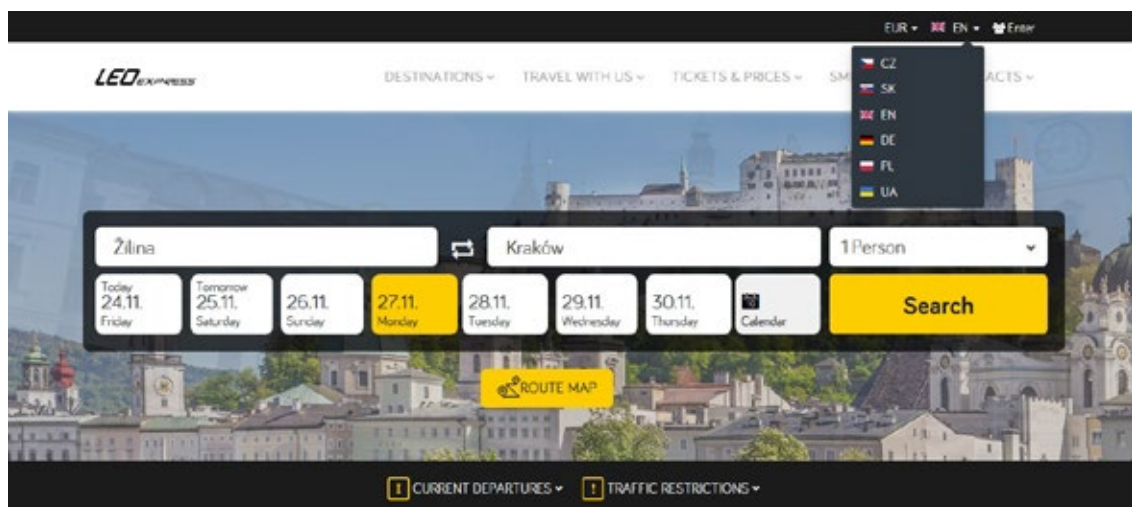 EUR EN Enter
LEO EXPRESS
DESTINATIONS TRAVEL WITH US TICKETS & PRICES SM ACTS
CZ
SK
EN
DE
PL
UA
Žilina Kraków 1 Person
Today Tomorrow
24.11. 25.11. 26.11. 27.11. 28.11. 29.11. 30.11.
Friday Saturday Sunday Monday Tuesday Wednesday Thursday Calendar
Search
ROUTE MAP
CURRENT DEPARTURES TRAFFIC RESTRICTIONS